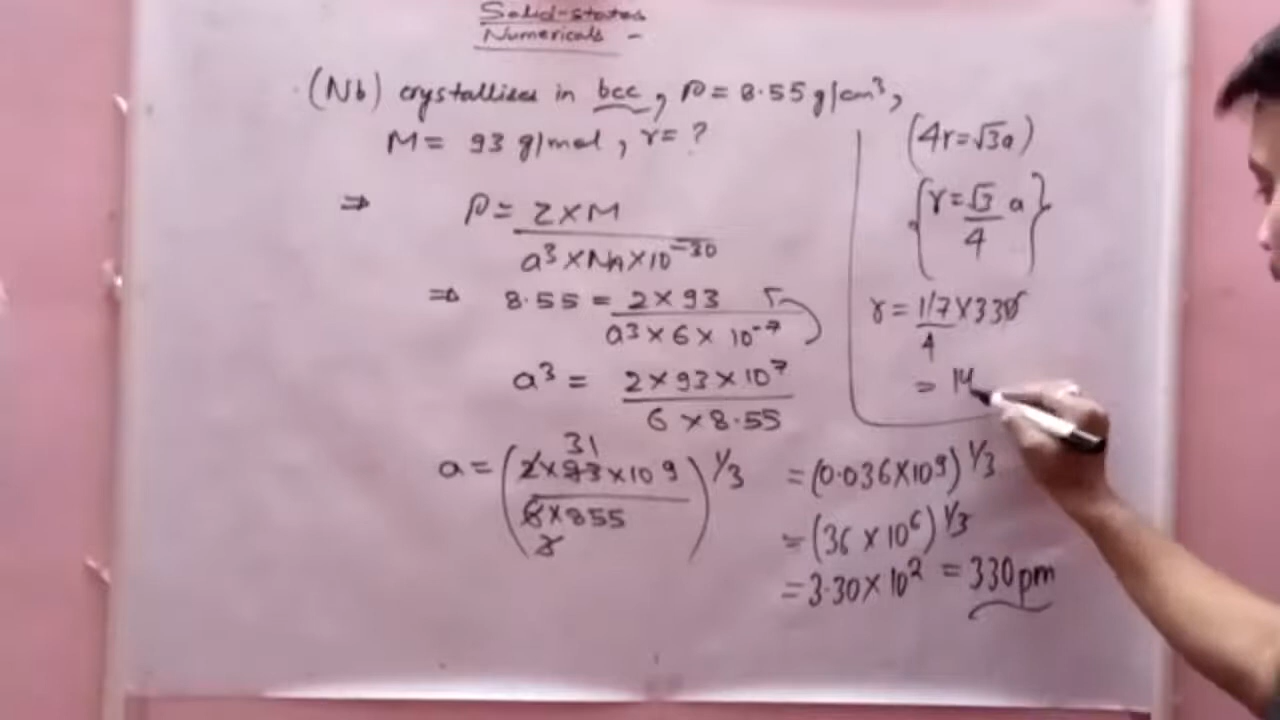 Solid-states
Numericals -
(Nb) crystallises in bcc, ρ = 8.55 g/cm³,
M = 93 g/mol, r = ?
⇒ ρ = Z×M
a³×NA×10⁻³⁰
⇒ 8.55 = 2×93
a³×6×10⁻⁷
a³ = 2×93×10⁷
6×8.55
31
a = (2×93×10⁹)^1/3
6×855
2
(4r=√3a)
{r = √3 a}
4
r = 1.7×330
4
= 14
= (0.036×10⁹)^1/3
= (36×10⁶)^1/3
= 3.30×10² = 330pm